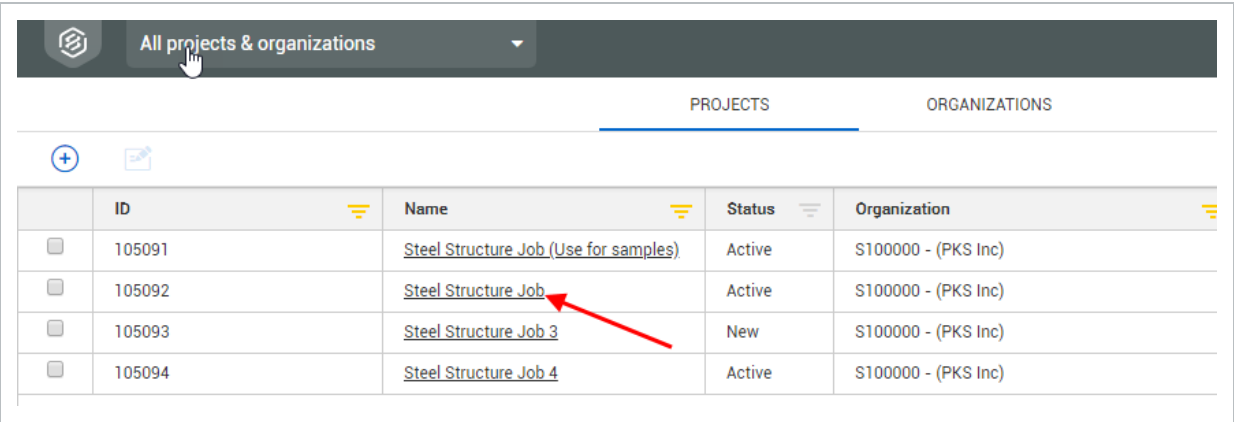 All projects & organizations
PROJECTS ORGANIZATIONS
ID Name Status Organization
105091 Steel Structure Job (Use for samples) Active S100000 - (PKS Inc)
105092 Steel Structure Job Active S100000 - (PKS Inc)
105093 Steel Structure Job 3 New S100000 - (PKS Inc)
105094 Steel Structure Job 4 Active S100000 - (PKS Inc)